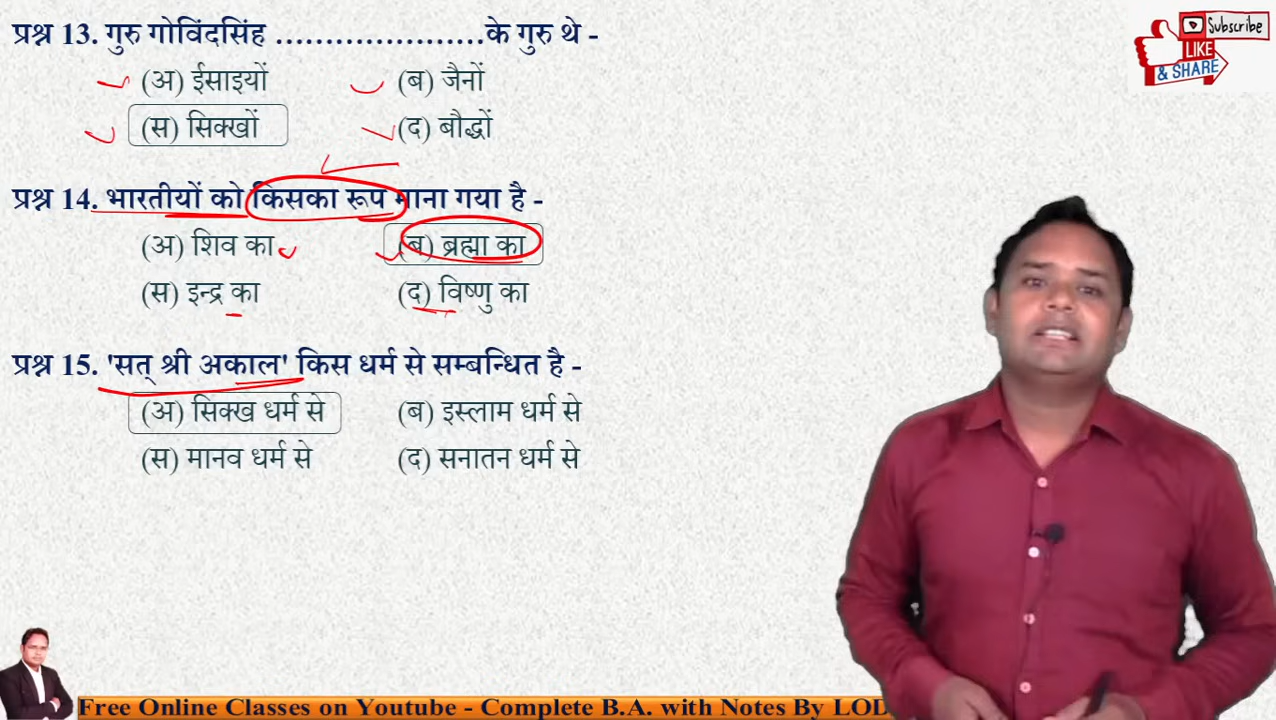 प्रश्न 13. गुरु गोविंदसिंह .....................के गुरु थे -
(अ) ईसाइयों (ब) जैनों
(स) सिक्खों (द) बौद्धों
प्रश्न 14. भारतीयों को किसका रूप माना गया है -
(अ) शिव का (ब) ब्रह्मा का
(स) इन्द्र का (द) विष्णु का
प्रश्न 15. 'सत् श्री अकाल' किस धर्म से सम्बन्धित है -
(अ) सिक्ख धर्म से (ब) इस्लाम धर्म से
(स) मानव धर्म से (द) सनातन धर्म से
Subscribe
LIKE
& SHARE
Free Online Classes on Youtube - Complete B.A. with Notes By LOD